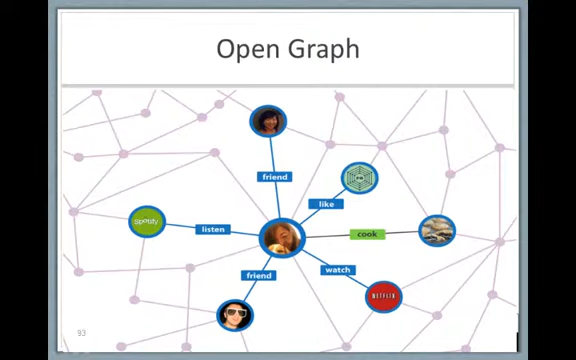 Open Graph
friend
like
Spotify
listen
cook
friend
watch
NETFLIX
93